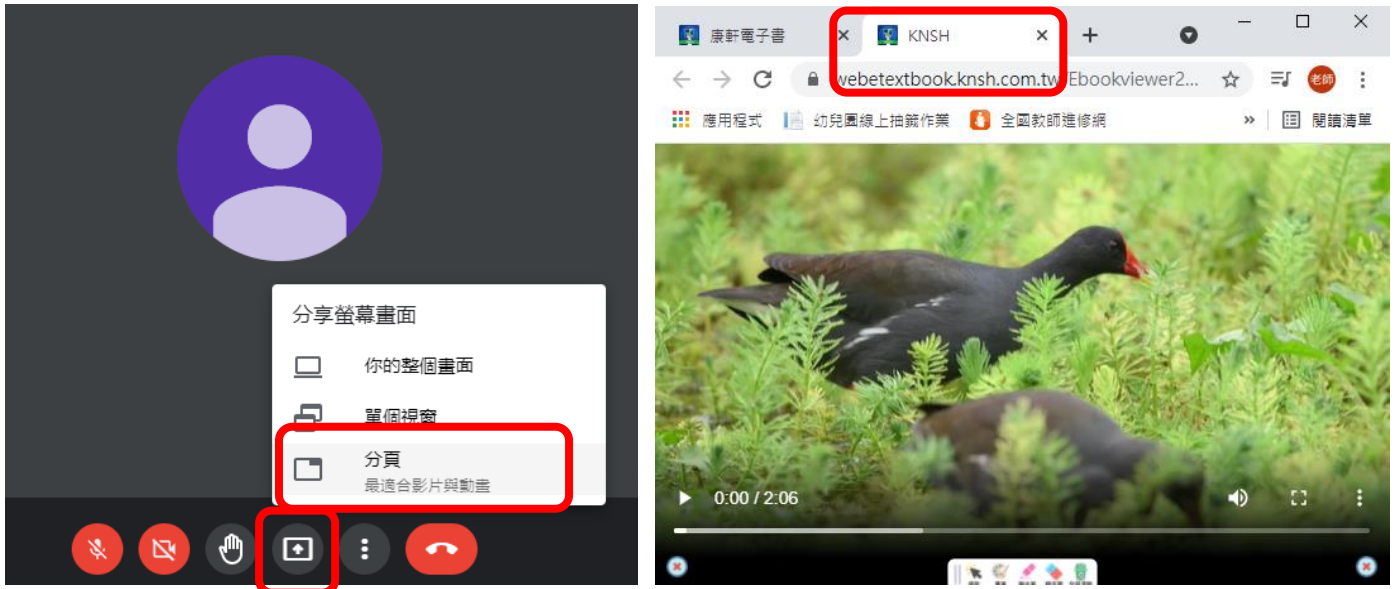 分享螢幕畫面
你的整個畫面
單個視窗
分頁
最適合影片與動畫
康軒電子書
KNSH
webetextbook.knsh.com.tw/Ebookviewer2...
老師
應用程式
幼兒園線上抽籤作業
全國教師進修網
»
閱讀清單
0:00 / 2:06